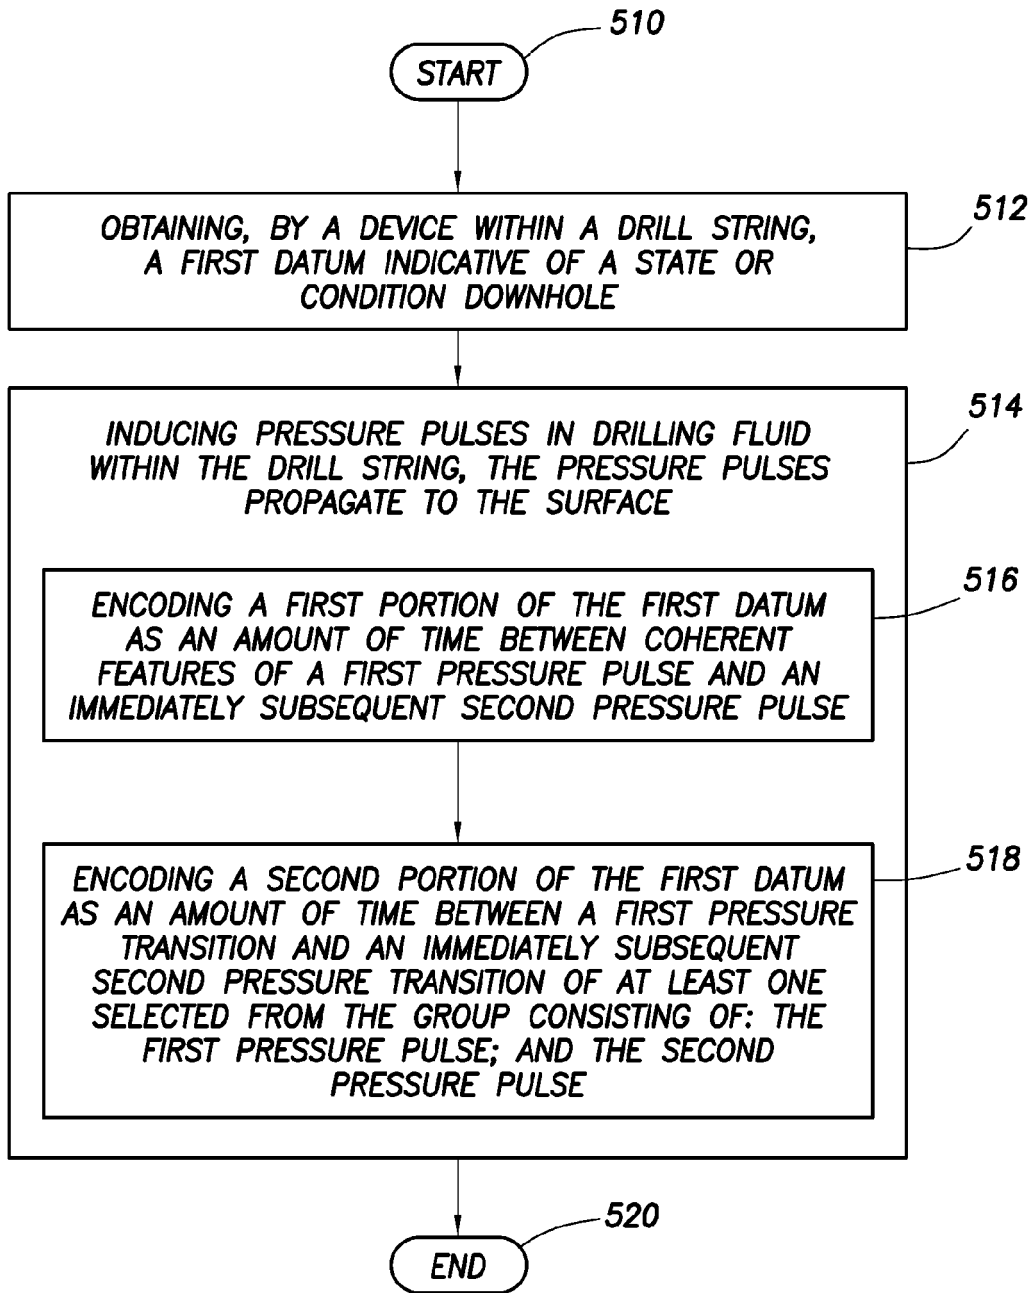 510
START
512
OBTAINING, BY A DEVICE WITHIN A DRILL STRING,
A FIRST DATUM INDICATIVE OF A STATE OR
CONDITION DOWNHOLE
514
INDUCING PRESSURE PULSES IN DRILLING FLUID
WITHIN THE DRILL STRING, THE PRESSURE PULSES
PROPAGATE TO THE SURFACE
516
ENCODING A FIRST PORTION OF THE FIRST DATUM
AS AN AMOUNT OF TIME BETWEEN COHERENT
FEATURES OF A FIRST PRESSURE PULSE AND AN
IMMEDIATELY SUBSEQUENT SECOND PRESSURE PULSE
518
ENCODING A SECOND PORTION OF THE FIRST DATUM
AS AN AMOUNT OF TIME BETWEEN A FIRST PRESSURE
TRANSITION AND AN IMMEDIATELY SUBSEQUENT
SECOND PRESSURE TRANSITION OF AT LEAST ONE
SELECTED FROM THE GROUP CONSISTING OF: THE
FIRST PRESSURE PULSE; AND THE SECOND
PRESSURE PULSE
520
END